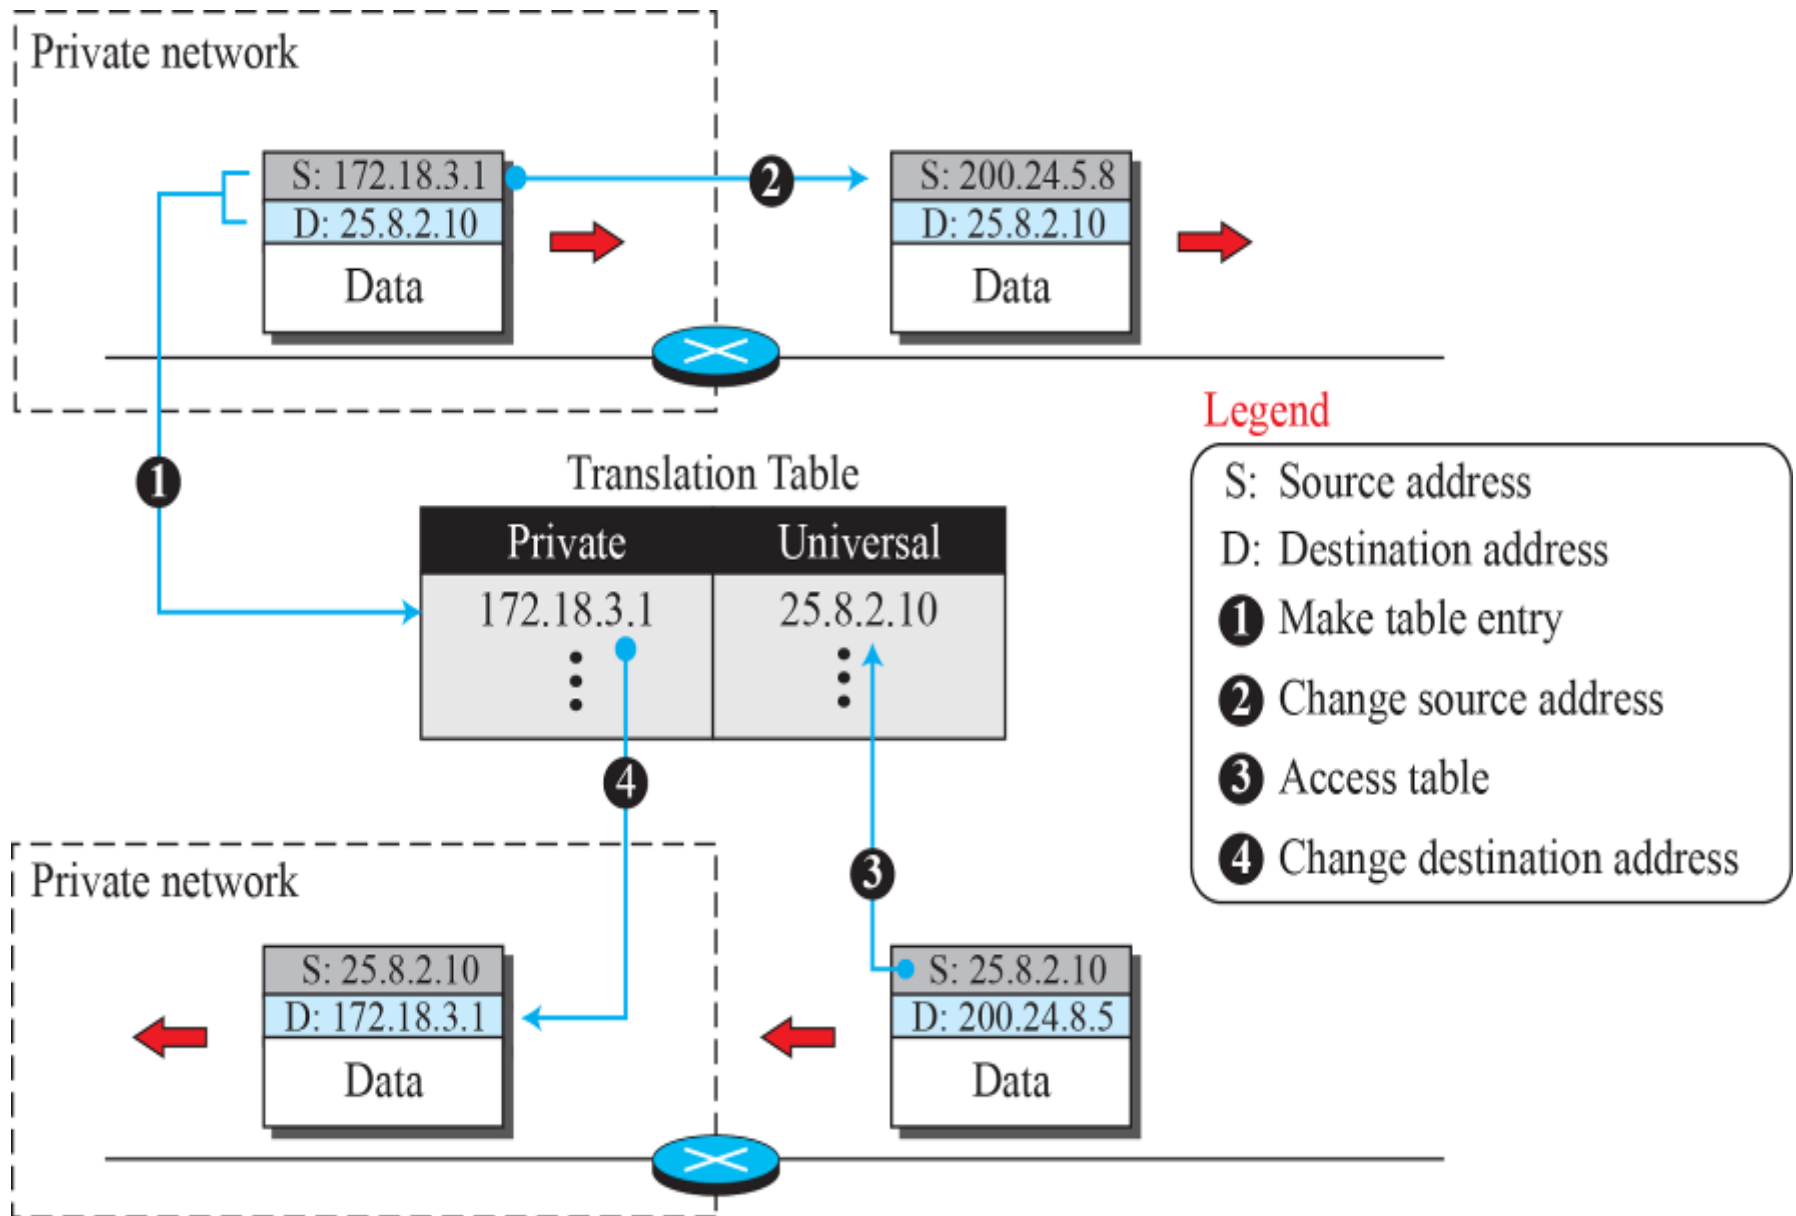 Private network
S: 172.18.3.1
D: 25.8.2.10
Data
2
S: 200.24.5.8
D: 25.8.2.10
Data
1
Translation Table
Private Universal
172.18.3.1 25.8.2.10
4
3
Legend
S: Source address
D: Destination address
1 Make table entry
2 Change source address
3 Access table
4 Change destination address
Private network
S: 25.8.2.10
D: 172.18.3.1
Data
S: 25.8.2.10
D: 200.24.8.5
Data